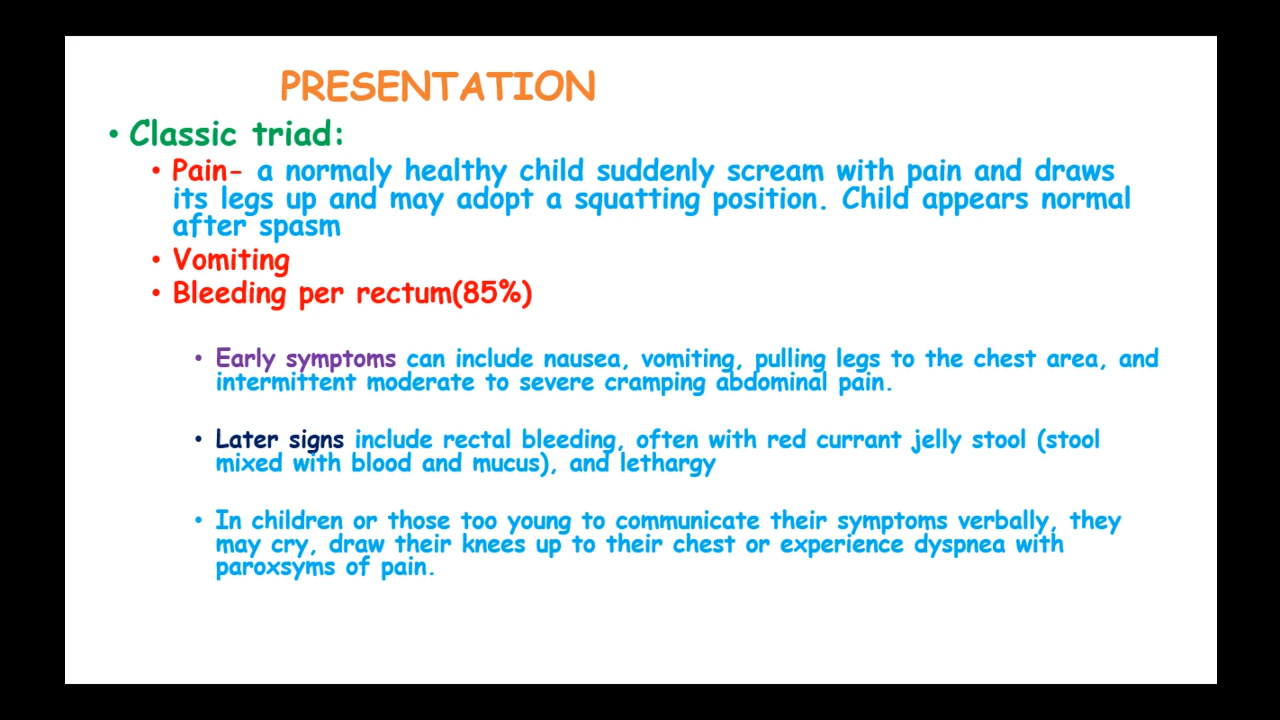 PRESENTATION
• Classic triad:
• Pain- a normaly healthy child suddenly scream with pain and draws
its legs up and may adopt a squatting position. Child appears normal
after spasm
• Vomiting
• Bleeding per rectum(85%)
• Early symptoms can include nausea, vomiting, pulling legs to the chest area, and
intermittent moderate to severe cramping abdominal pain.
• Later signs include rectal bleeding, often with red currant jelly stool (stool
mixed with blood and mucus), and lethargy
• In children or those too young to communicate their symptoms verbally, they
may cry, draw their knees up to their chest or experience dyspnea with
paroxsyms of pain.